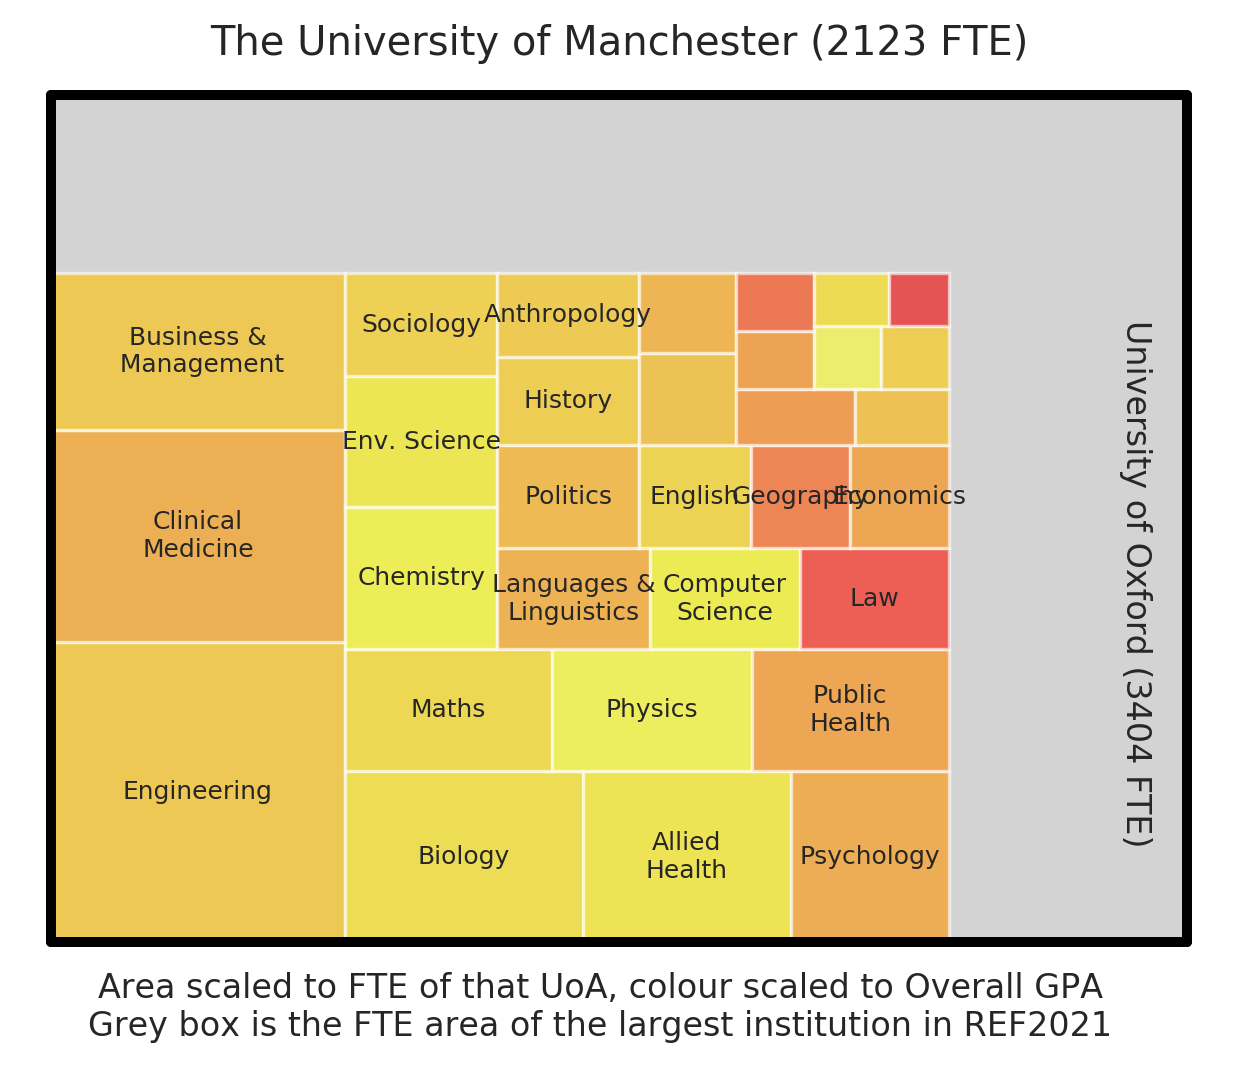 The University of Manchester (2123 FTE)
Business &
Management
Sociology
Anthropology
Env. Science
History
Clinical
Medicine
Politics
English
Geography
Economics
Chemistry
Languages &
Linguistics
Computer
Science
Law
Engineering
Maths
Physics
Public
Health
Biology
Allied
Health
Psychology
University of Oxford (3404 FTE)
Area scaled to FTE of that UoA, colour scaled to Overall GPA
Grey box is the FTE area of the largest institution in REF2021